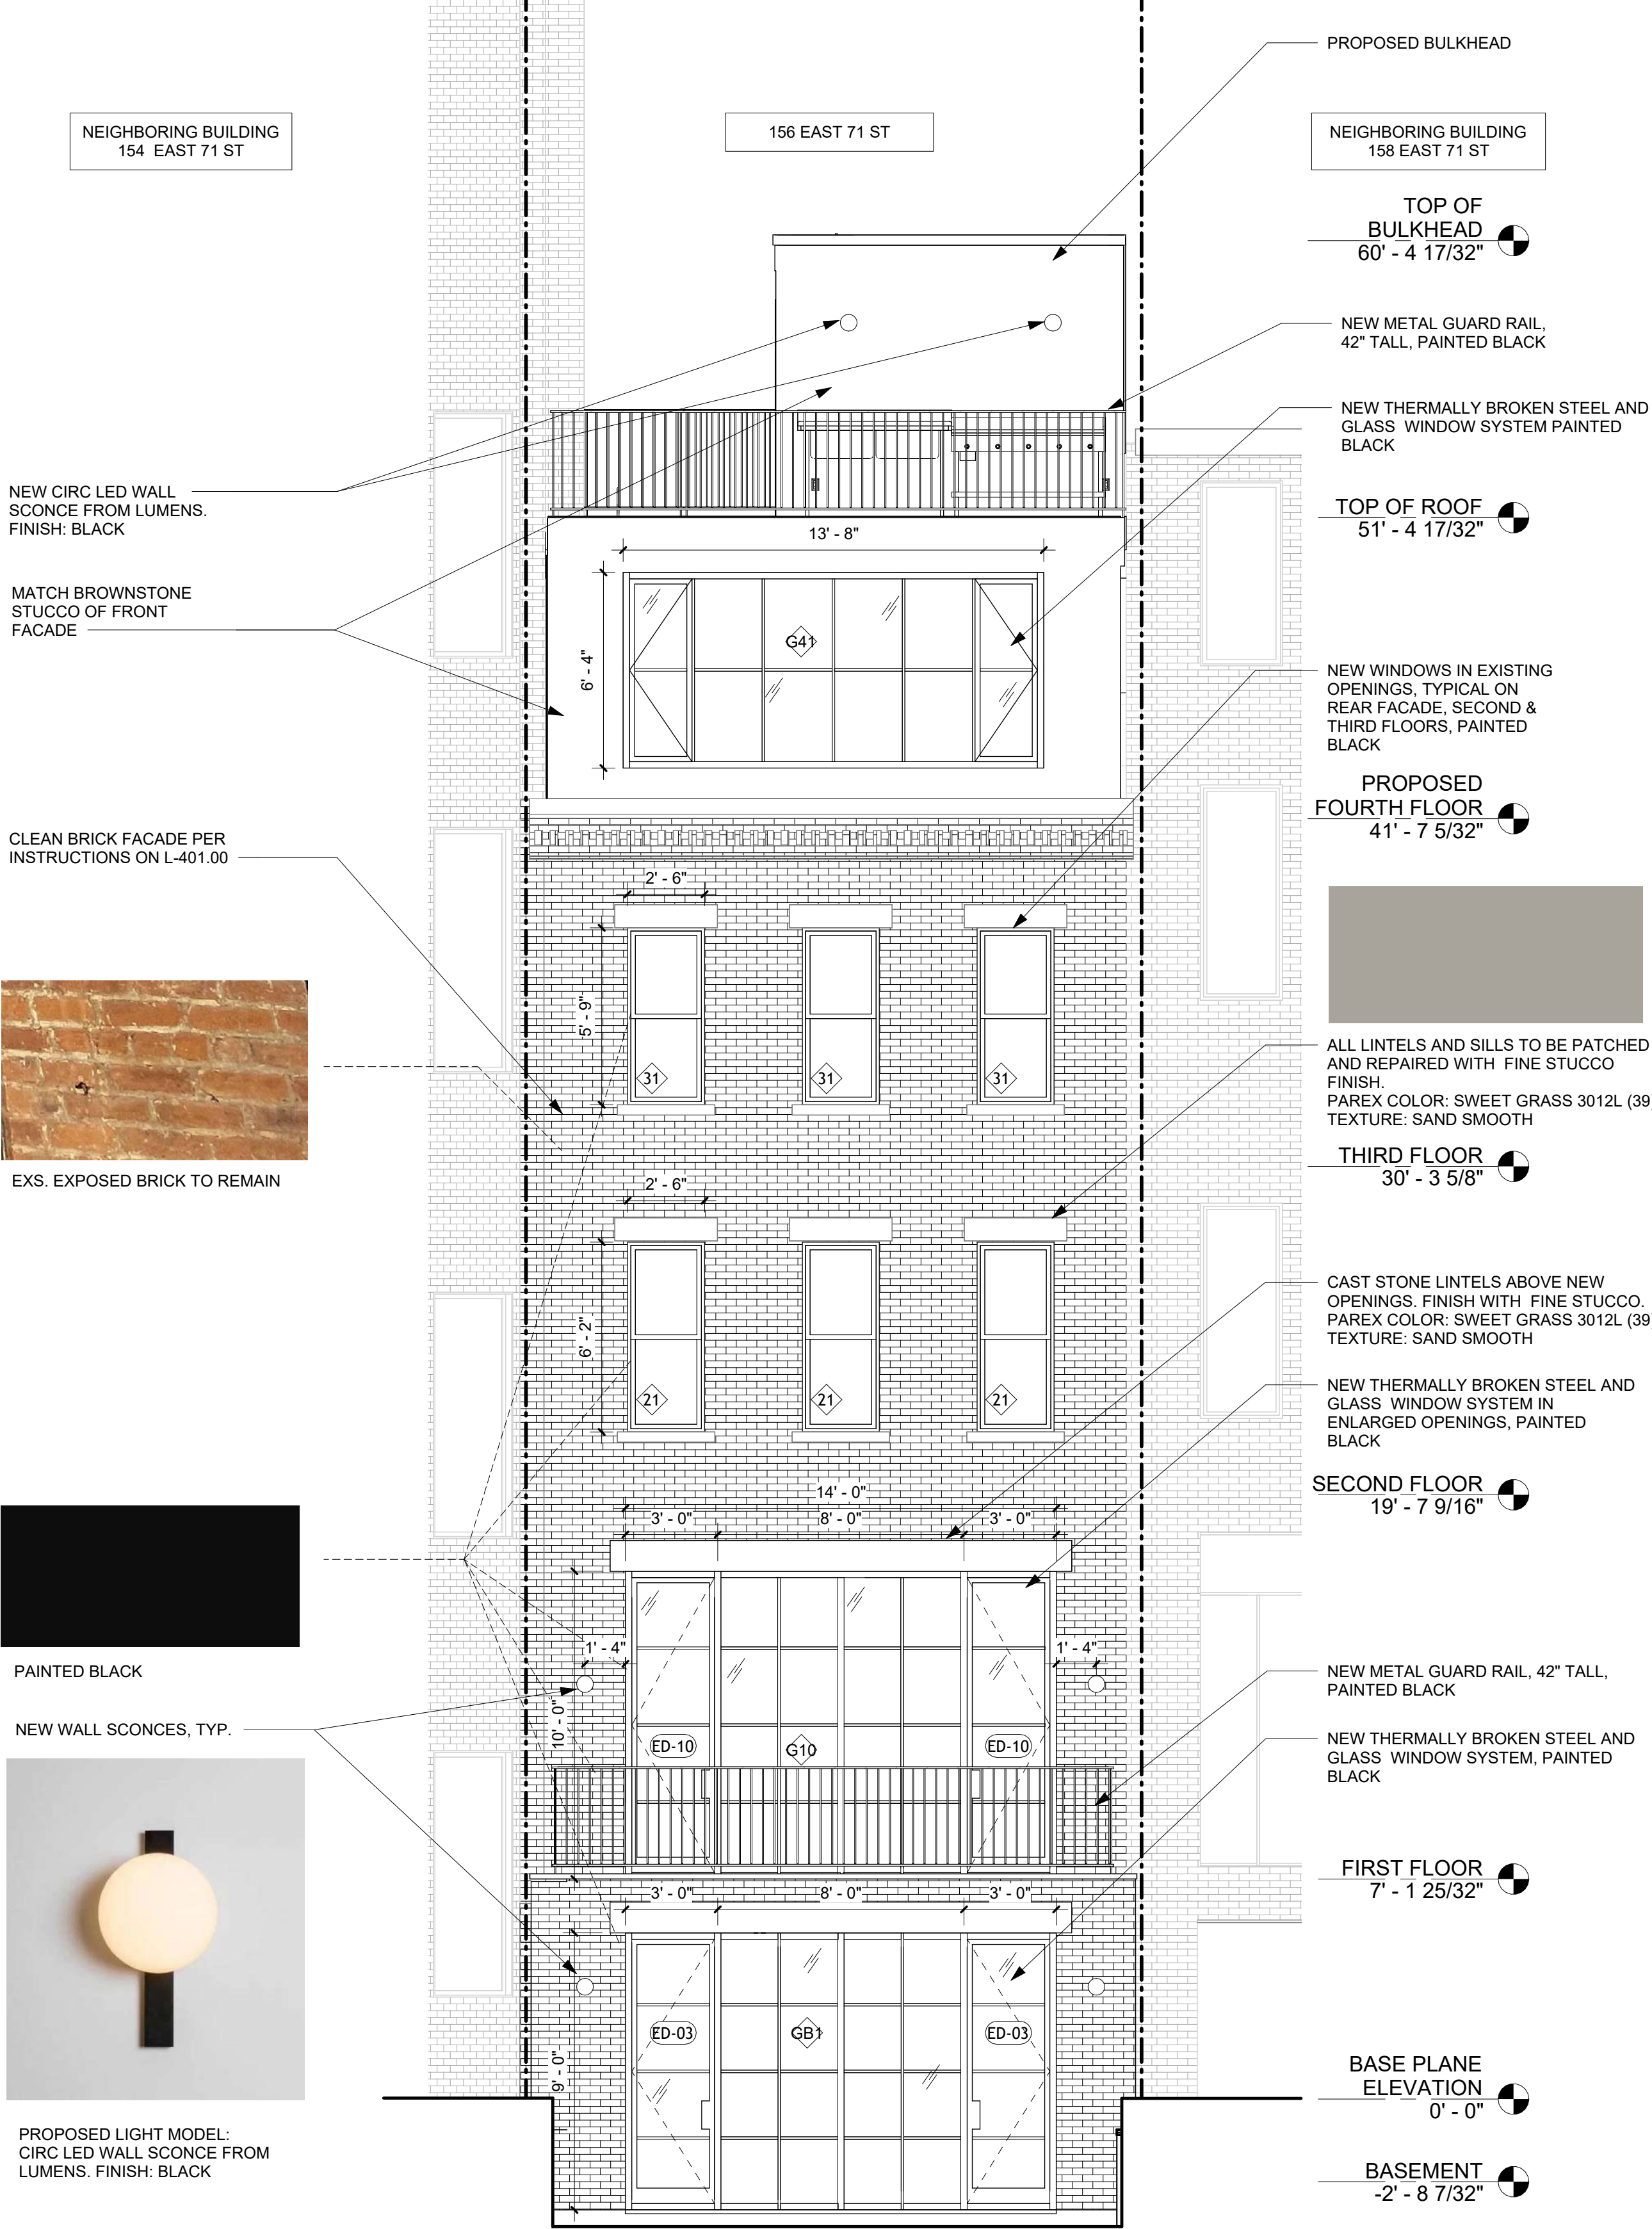 PROPOSED BULKHEAD
NEIGHBORING BUILDING
154 EAST 71 ST
156 EAST 71 ST
NEIGHBORING BUILDING
158 EAST 71 ST
TOP OF
BULKHEAD
60' - 4 17/32"
NEW METAL GUARD RAIL,
42" TALL, PAINTED BLACK
NEW THERMALLY BROKEN STEEL AND
GLASS WINDOW SYSTEM PAINTED
BLACK
NEW CIRC LED WALL
SCONCE FROM LUMENS.
FINISH: BLACK
TOP OF ROOF
51' - 4 17/32"
13' - 8"
MATCH BROWNSTONE
STUCCO OF FRONT
FACADE
G41
6' - 4"
NEW WINDOWS IN EXISTING
OPENINGS, TYPICAL ON
REAR FACADE, SECOND &
THIRD FLOORS, PAINTED
BLACK
PROPOSED
FOURTH FLOOR
41' - 7 5/32"
CLEAN BRICK FACADE PER
INSTRUCTIONS ON L-401.00
2' - 6"
5' - 9"
31
31
31
ALL LINTELS AND SILLS TO BE PATCHED
AND REPAIRED WITH FINE STUCCO
FINISH.
PAREX COLOR: SWEET GRASS 3012L (39
TEXTURE: SAND SMOOTH
EXS. EXPOSED BRICK TO REMAIN
THIRD FLOOR
30' - 3 5/8"
2' - 6"
6' - 2"
21
21
21
CAST STONE LINTELS ABOVE NEW
OPENINGS. FINISH WITH FINE STUCCO.
PAREX COLOR: SWEET GRASS 3012L (39
TEXTURE: SAND SMOOTH
NEW THERMALLY BROKEN STEEL AND
GLASS WINDOW SYSTEM IN
ENLARGED OPENINGS, PAINTED
BLACK
SECOND FLOOR
19' - 7 9/16"
14' - 0"
3' - 0"
8' - 0"
3' - 0"
1' - 4"
1' - 4"
PAINTED BLACK
NEW METAL GUARD RAIL, 42" TALL,
PAINTED BLACK
NEW WALL SCONCES, TYP.
10' - 0"
ED-10
G10
ED-10
NEW THERMALLY BROKEN STEEL AND
GLASS WINDOW SYSTEM, PAINTED
BLACK
FIRST FLOOR
7' - 1 25/32"
3' - 0"
8' - 0"
3' - 0"
ED-03
GB1
ED-03
9' - 0"
BASE PLANE
ELEVATION
0' - 0"
PROPOSED LIGHT MODEL:
CIRC LED WALL SCONCE FROM
LUMENS. FINISH: BLACK
BASEMENT
-2' - 8 7/32"